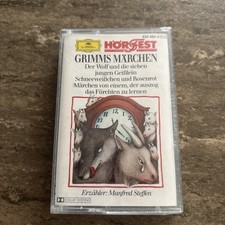 HÖRFEST
GRIMMS MÄRCHEN
Der Wolf und die sieben
jungen Geißlein
Schneeweißchen und Rosenrot
Märchen von einem, der auszog
das Fürchten zu lernen
Erzähler: Manfred Steffen